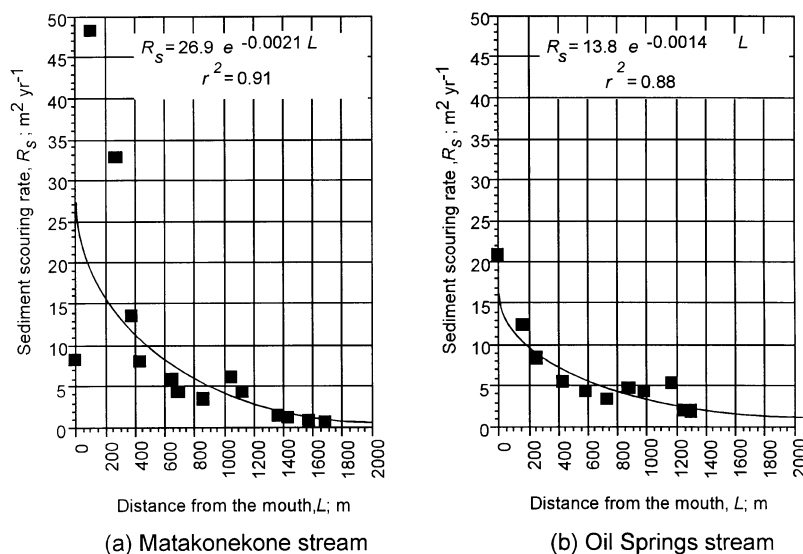 R_s = 26.9 e^-0.0021 L
r^2 = 0.91
Sediment scouring rate, R_s ; m² yr⁻¹
50
45
40
35
30
25
20
15
10
5
0
0 200 400 600 800 1000 1200 1400 1600 1800 2000
Distance from the mouth,L; m
(a) Matakonekone stream
R_s = 13.8 e^-0.0014 L
r^2 = 0.88
Sediment scouring rate ,R_s ; m² yr⁻¹
50
45
40
35
30
25
20
15
10
5
0
0 200 400 600 800 1000 1200 1400 1600 1800 2000
Distance from the mouth, L; m
(b) Oil Springs stream